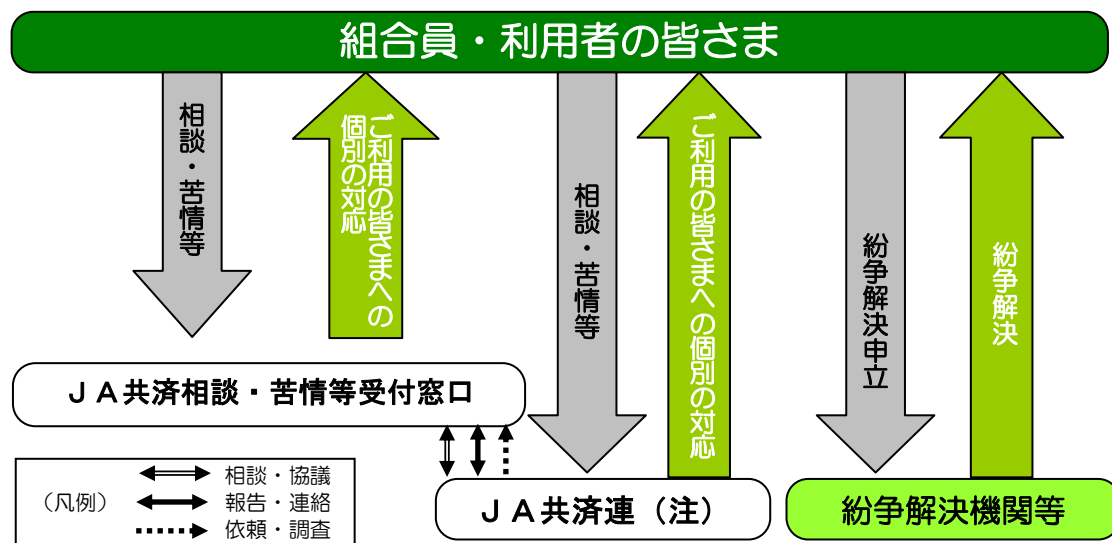 組合員・利用者の皆さま
相談・苦情等
ご利用の皆さまへの
個別の対応
相談・苦情等
ご利用の皆さまへの個別の対応
紛争解決申立
紛争解決
ＪＡ共済相談・苦情等受付窓口
（凡例）
相談・協議
報告・連絡
依頼・調査
ＪＡ共済連（注）
紛争解決機関等